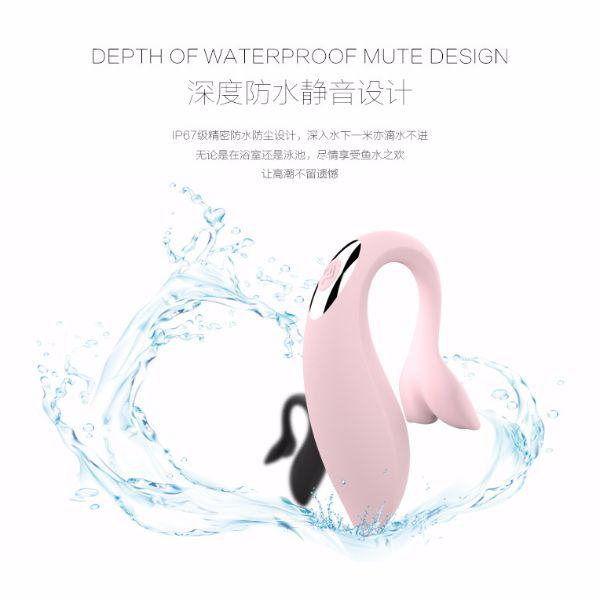 DEPTH OF WATERPROOF MUTE DESIGN
深度防水静音设计
IP67级精密防水防尘设计，深入水下一米亦滴水不进
无论是在浴室还是泳池，尽情享受鱼水之欢
让高潮不留遗憾